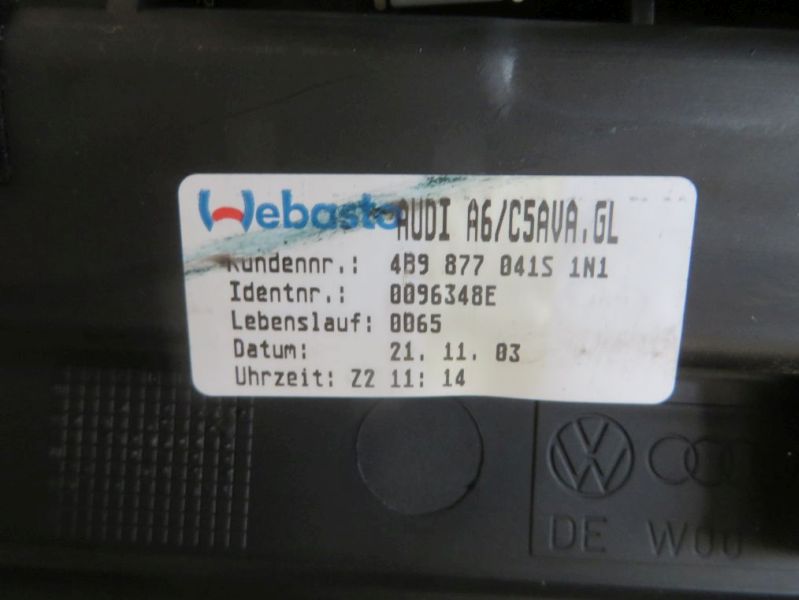 Webasto AUDI A6/C5AVA.GL
Kundennr.: 4B9 877 041S 1N1
Identnr.: 0096348E
Lebenslauf: 0065
Datum: 21. 11. 03
Uhrzeit: Z2 11: 14
VW
DE